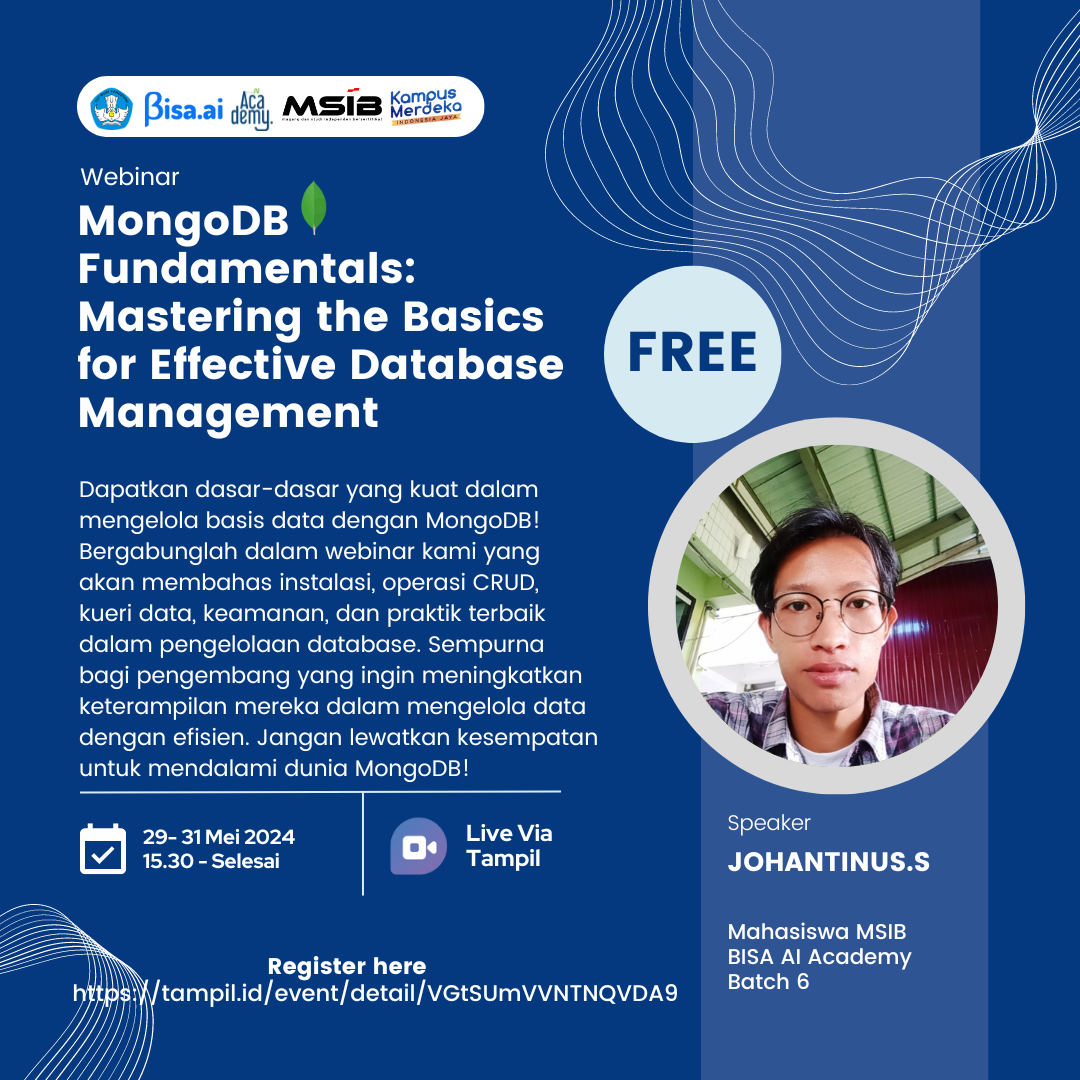 Bisa.ai
Academy.
MSIB
Kampus
Merdeka
INDONESIA JAYA
Webinar
MongoDB
Fundamentals:
Mastering the Basics
for Effective Database
Management
FREE
Dapatkan dasar-dasar yang kuat dalam
mengelola basis data dengan MongoDB!
Bergabunglah dalam webinar kami yang
akan membahas instalasi, operasi CRUD,
kueri data, keamanan, dan praktik terbaik
dalam pengelolaan database. Sempurna
bagi pengembang yang ingin meningkatkan
keterampilan mereka dalam mengelola data
dengan efisien. Jangan lewatkan kesempatan
untuk mendalami dunia MongoDB!
29- 31 Mei 2024
15.30 - Selesai
Live Via
Tampil
Speaker
JOHANTINUS.S
Mahasiswa MSIB
BISA AI Academy
Batch 6
Register here
https://tampil.id/event/detail/VGtSUmVVNTNQVDA9